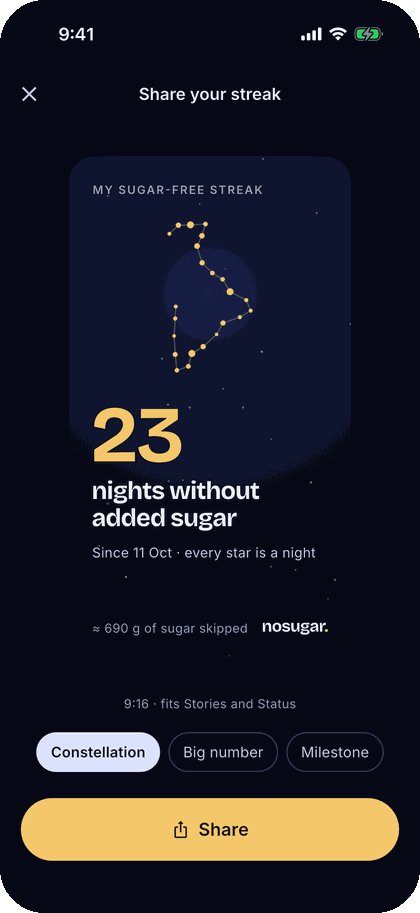 9:41
Share your streak
MY SUGAR-FREE STREAK
23
nights without
added sugar
Since 11 Oct · every star is a night
≈ 690 g of sugar skipped nosugar.
9:16 · fits Stories and Status
Constellation Big number Milestone
Share